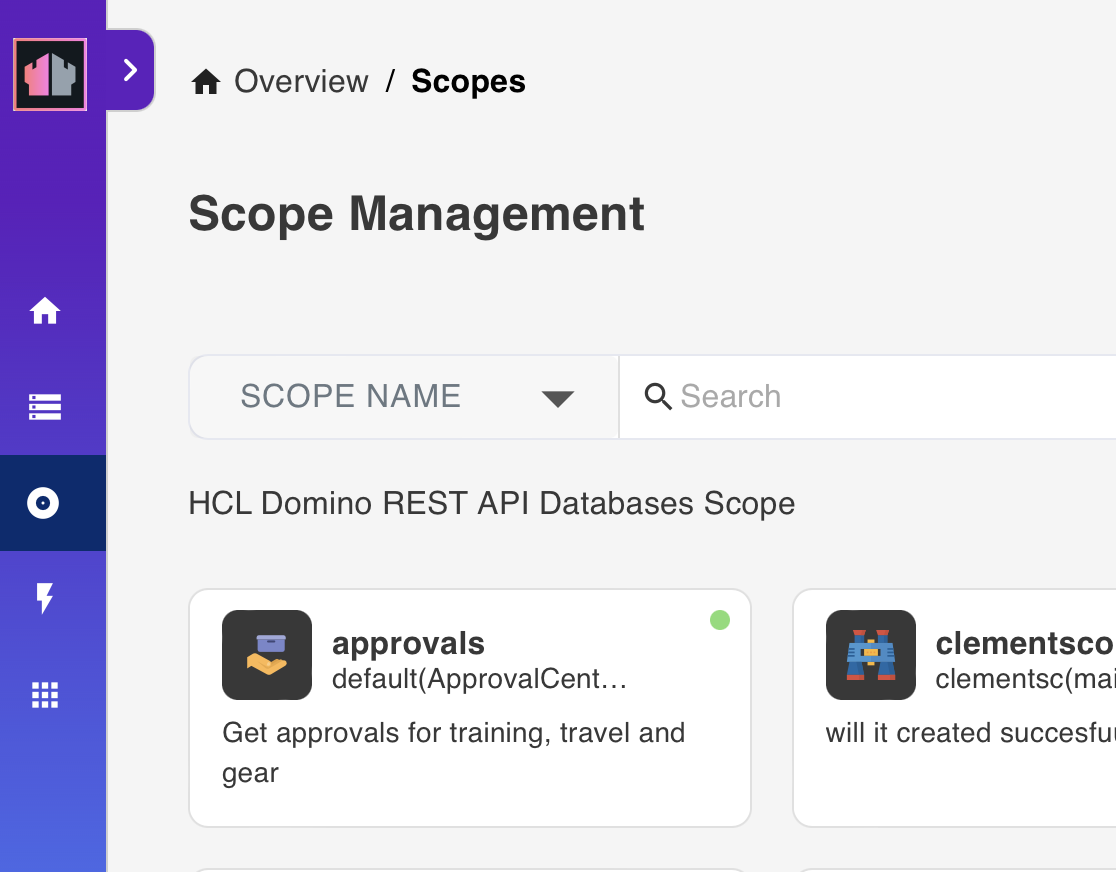 Overview / Scopes
Scope Management
SCOPE NAME
Search
HCL Domino REST API Databases Scope
approvals
default(ApprovalCent…
Get approvals for training, travel and
gear
clementsco
clementsc(mai
will it created succesfu